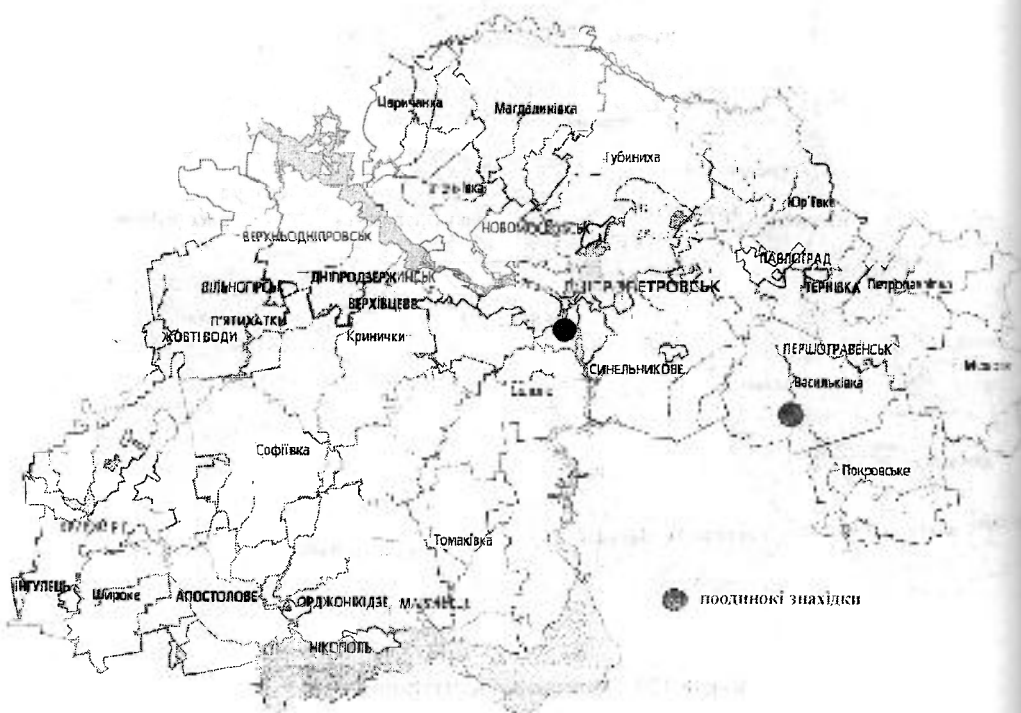 Царичанка
Магдалинівка
Губиниха
Юр'ївка
НОВОМОСКОВСЬК
ВЕРХНЬОДНІПРОВСЬК
ПАВЛОГРАД
ВІЛЬНОГІРСЬК
ДНІПРОДЗЕРЖИНСЬК
ДНІПРОПЕТРОВСЬК
ТЕРНІВКА
Петропавлівка
ВЕРХІВЦЕВЕ
П'ЯТИХАТКИ
ЖОВТІ ВОДИ
Кринички
ПЕРШОТРАВЕНСЬК
СИНЕЛЬНИКОВЕ
Васильківка
Софіївка
Покровське
Томаківка
ІНГУЛЕЦЬ
Широке
АПОСТОЛОВЕ
ОРДЖОНІКІДЗЕ
поодинокі знахідки
НІКОПОЛЬ